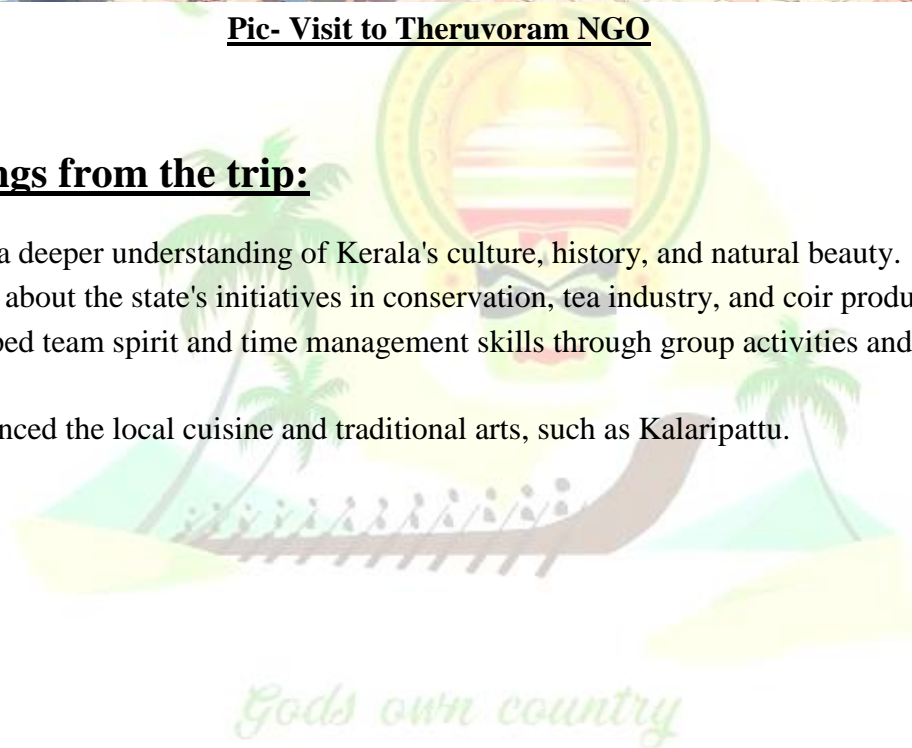 Pic- Visit to Theruvoram NGO
ngs from the trip:
a deeper understanding of Kerala's culture, history, and natural beauty.
about the state's initiatives in conservation, tea industry, and coir produ
ped team spirit and time management skills through group activities and
nced the local cuisine and traditional arts, such as Kalaripattu.
Gods own country